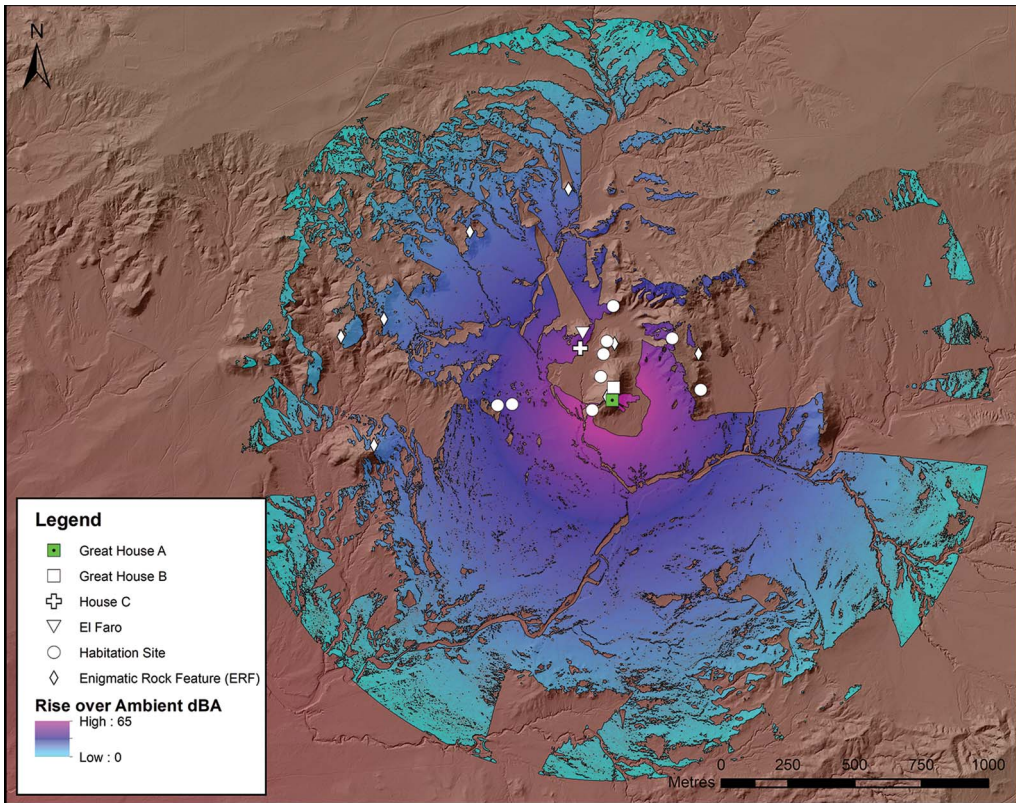 N
Legend
Great House A
Great House B
House C
El Faro
Habitation Site
Enigmatic Rock Feature (ERF)
Rise over Ambient dBA
High : 65
Low : 0
0 250 500 750 1000
Metres